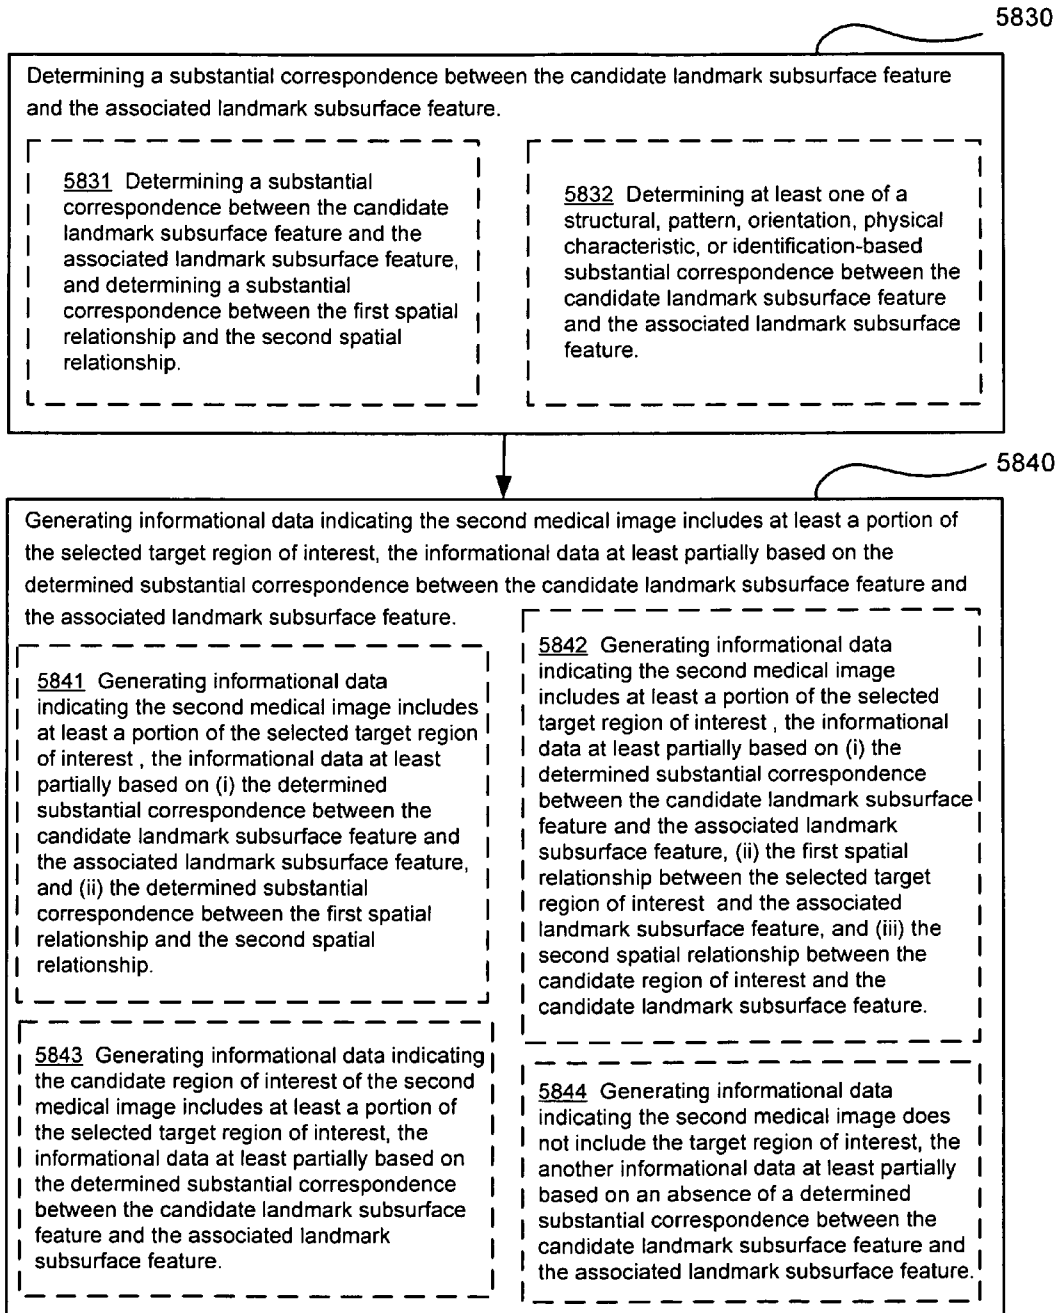 5830
Determining a substantial correspondence between the candidate landmark subsurface feature
and the associated landmark subsurface feature.
5831 Determining a substantial
correspondence between the candidate
landmark subsurface feature and the
associated landmark subsurface feature,
and determining a substantial
correspondence between the first spatial
relationship and the second spatial
relationship.
5832 Determining at least one of a
structural, pattern, orientation, physical
characteristic, or identification-based
substantial correspondence between the
candidate landmark subsurface feature
and the associated landmark subsurface
feature.
5840
Generating informational data indicating the second medical image includes at least a portion of
the selected target region of interest, the informational data at least partially based on the
determined substantial correspondence between the candidate landmark subsurface feature and
the associated landmark subsurface feature.
5841 Generating informational data
indicating the second medical image includes
at least a portion of the selected target region
of interest , the informational data at least
partially based on (i) the determined
substantial correspondence between the
candidate landmark subsurface feature and
the associated landmark subsurface feature,
and (ii) the determined substantial
correspondence between the first spatial
relationship and the second spatial
relationship.
5842 Generating informational data
indicating the second medical image
includes at least a portion of the selected
target region of interest , the informational
data at least partially based on (i) the
determined substantial correspondence
between the candidate landmark subsurface
feature and the associated landmark
subsurface feature, (ii) the first spatial
relationship between the selected target
region of interest and the associated
landmark subsurface feature, and (iii) the
second spatial relationship between the
candidate region of interest and the
candidate landmark subsurface feature.
5843 Generating informational data indicating
the candidate region of interest of the second
medical image includes at least a portion of
the selected target region of interest, the
informational data at least partially based on
the determined substantial correspondence
between the candidate landmark subsurface
feature and the associated landmark
subsurface feature.
5844 Generating informational data
indicating the second medical image does
not include the target region of interest, the
another informational data at least partially
based on an absence of a determined
substantial correspondence between the
candidate landmark subsurface feature and
the associated landmark subsurface feature.